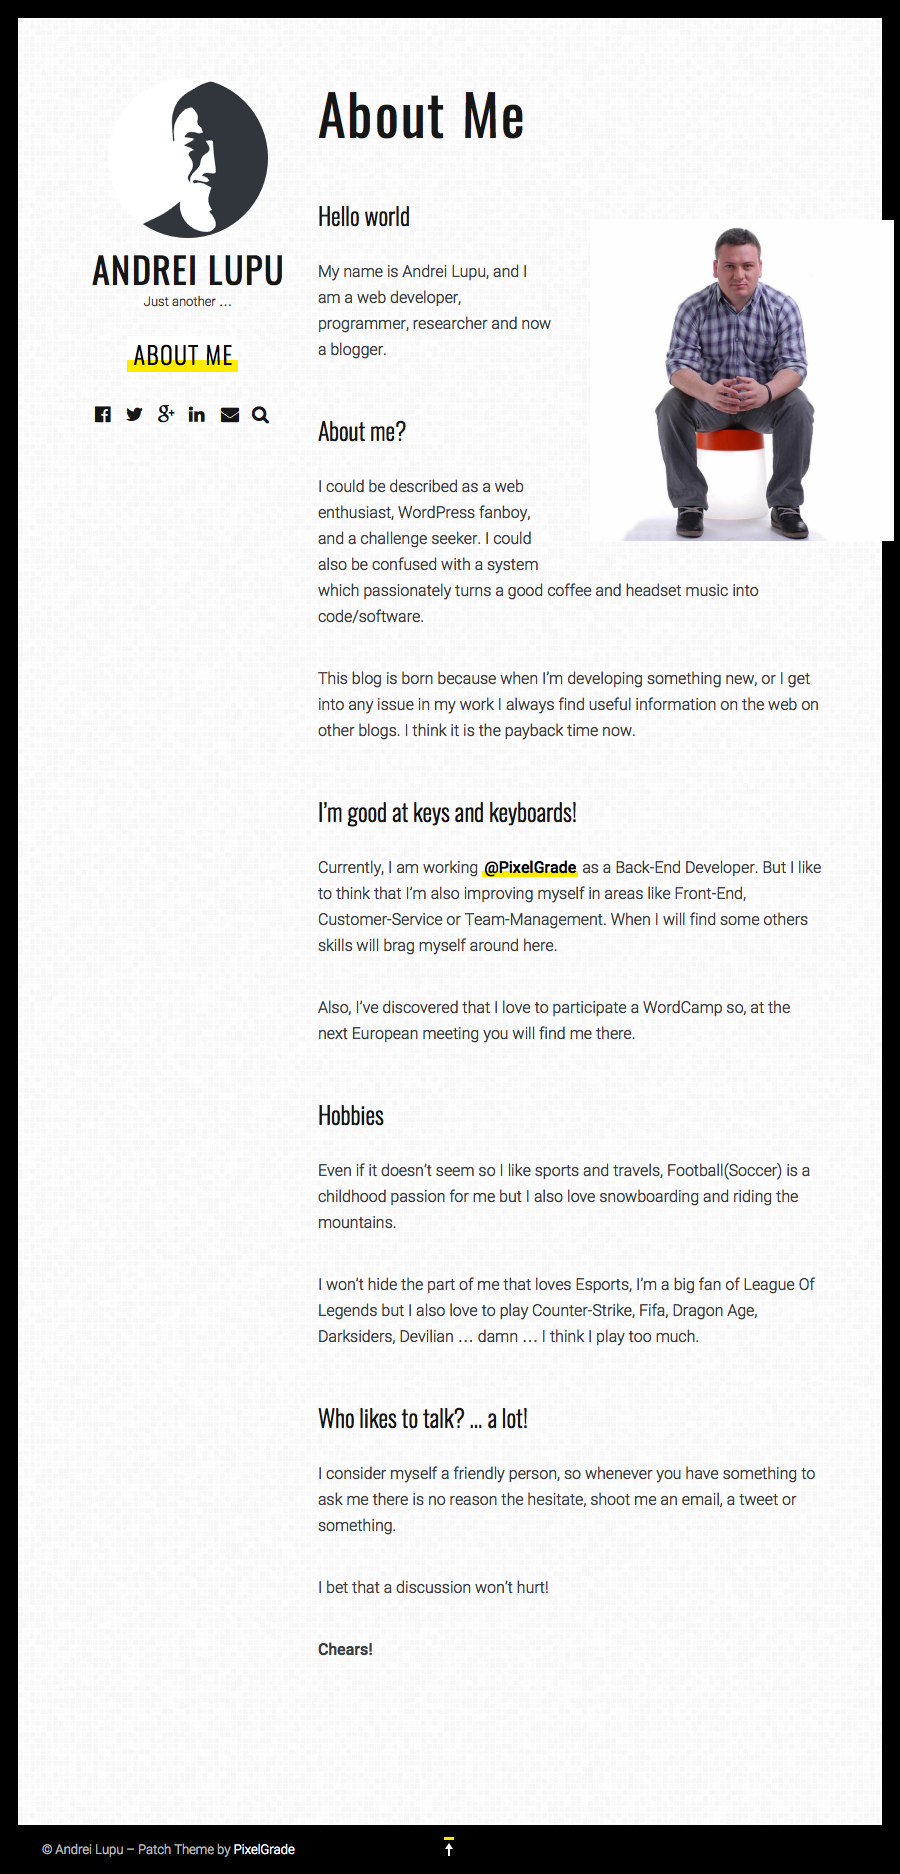 ANDREI LUPU
Just another ...
ABOUT ME
About Me
Hello world
My name is Andrei Lupu, and I
am a web developer,
programmer, researcher and now
a blogger.
About me?
I could be described as a web
enthusiast, WordPress fanboy,
and a challenge seeker. I could
also be confused with a system
which passionately turns a good coffee and headset music into
code/software.
This blog is born because when I’m developing something new, or I get
into any issue in my work I always find useful information on the web on
other blogs. I think it is the payback time now.
I’m good at keys and keyboards!
Currently, I am working @PixelGrade as a Back-End Developer. But I like
to think that I’m also improving myself in areas like Front-End,
Customer-Service or Team-Management. When I will find some others
skills will brag myself around here.
Also, I’ve discovered that I love to participate a WordCamp so, at the
next European meeting you will find me there.
Hobbies
Even if it doesn’t seem so I like sports and travels, Football(Soccer) is a
childhood passion for me but I also love snowboarding and riding the
mountains.
I won’t hide the part of me that loves Esports, I’m a big fan of League Of
Legends but I also love to play Counter-Strike, Fifa, Dragon Age,
Darksiders, Devilian … damn … I think I play too much.
Who likes to talk? … a lot!
I consider myself a friendly person, so whenever you have something to
ask me there is no reason the hesitate, shoot me an email, a tweet or
something.
I bet that a discussion won’t hurt!
Chears!
© Andrei Lupu – Patch Theme by PixelGrade